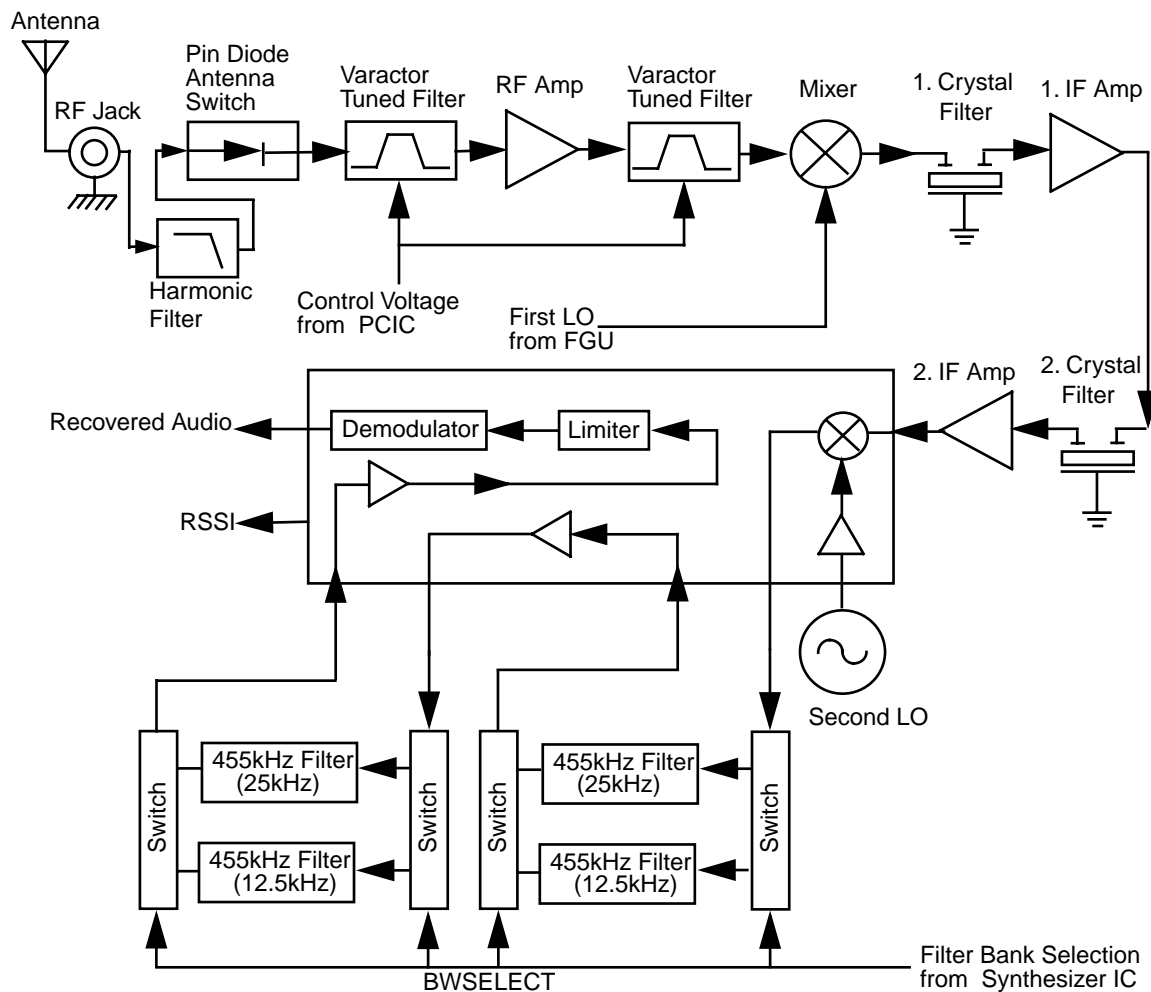 Antenna
RF Jack
Pin Diode
Antenna
Switch
Harmonic
Filter
Varactor
Tuned Filter
RF Amp
Varactor
Tuned Filter
Mixer
1. Crystal
Filter
1. IF Amp
Control Voltage
from PCIC
First LO
from FGU
2. IF Amp
2. Crystal
Filter
Recovered Audio
Demodulator
Limiter
RSSI
Second LO
Switch
455kHz Filter
(25kHz)
455kHz Filter
(12.5kHz)
Switch
Switch
455kHz Filter
(25kHz)
455kHz Filter
(12.5kHz)
Switch
BWSELECT
Filter Bank Selection
from Synthesizer IC